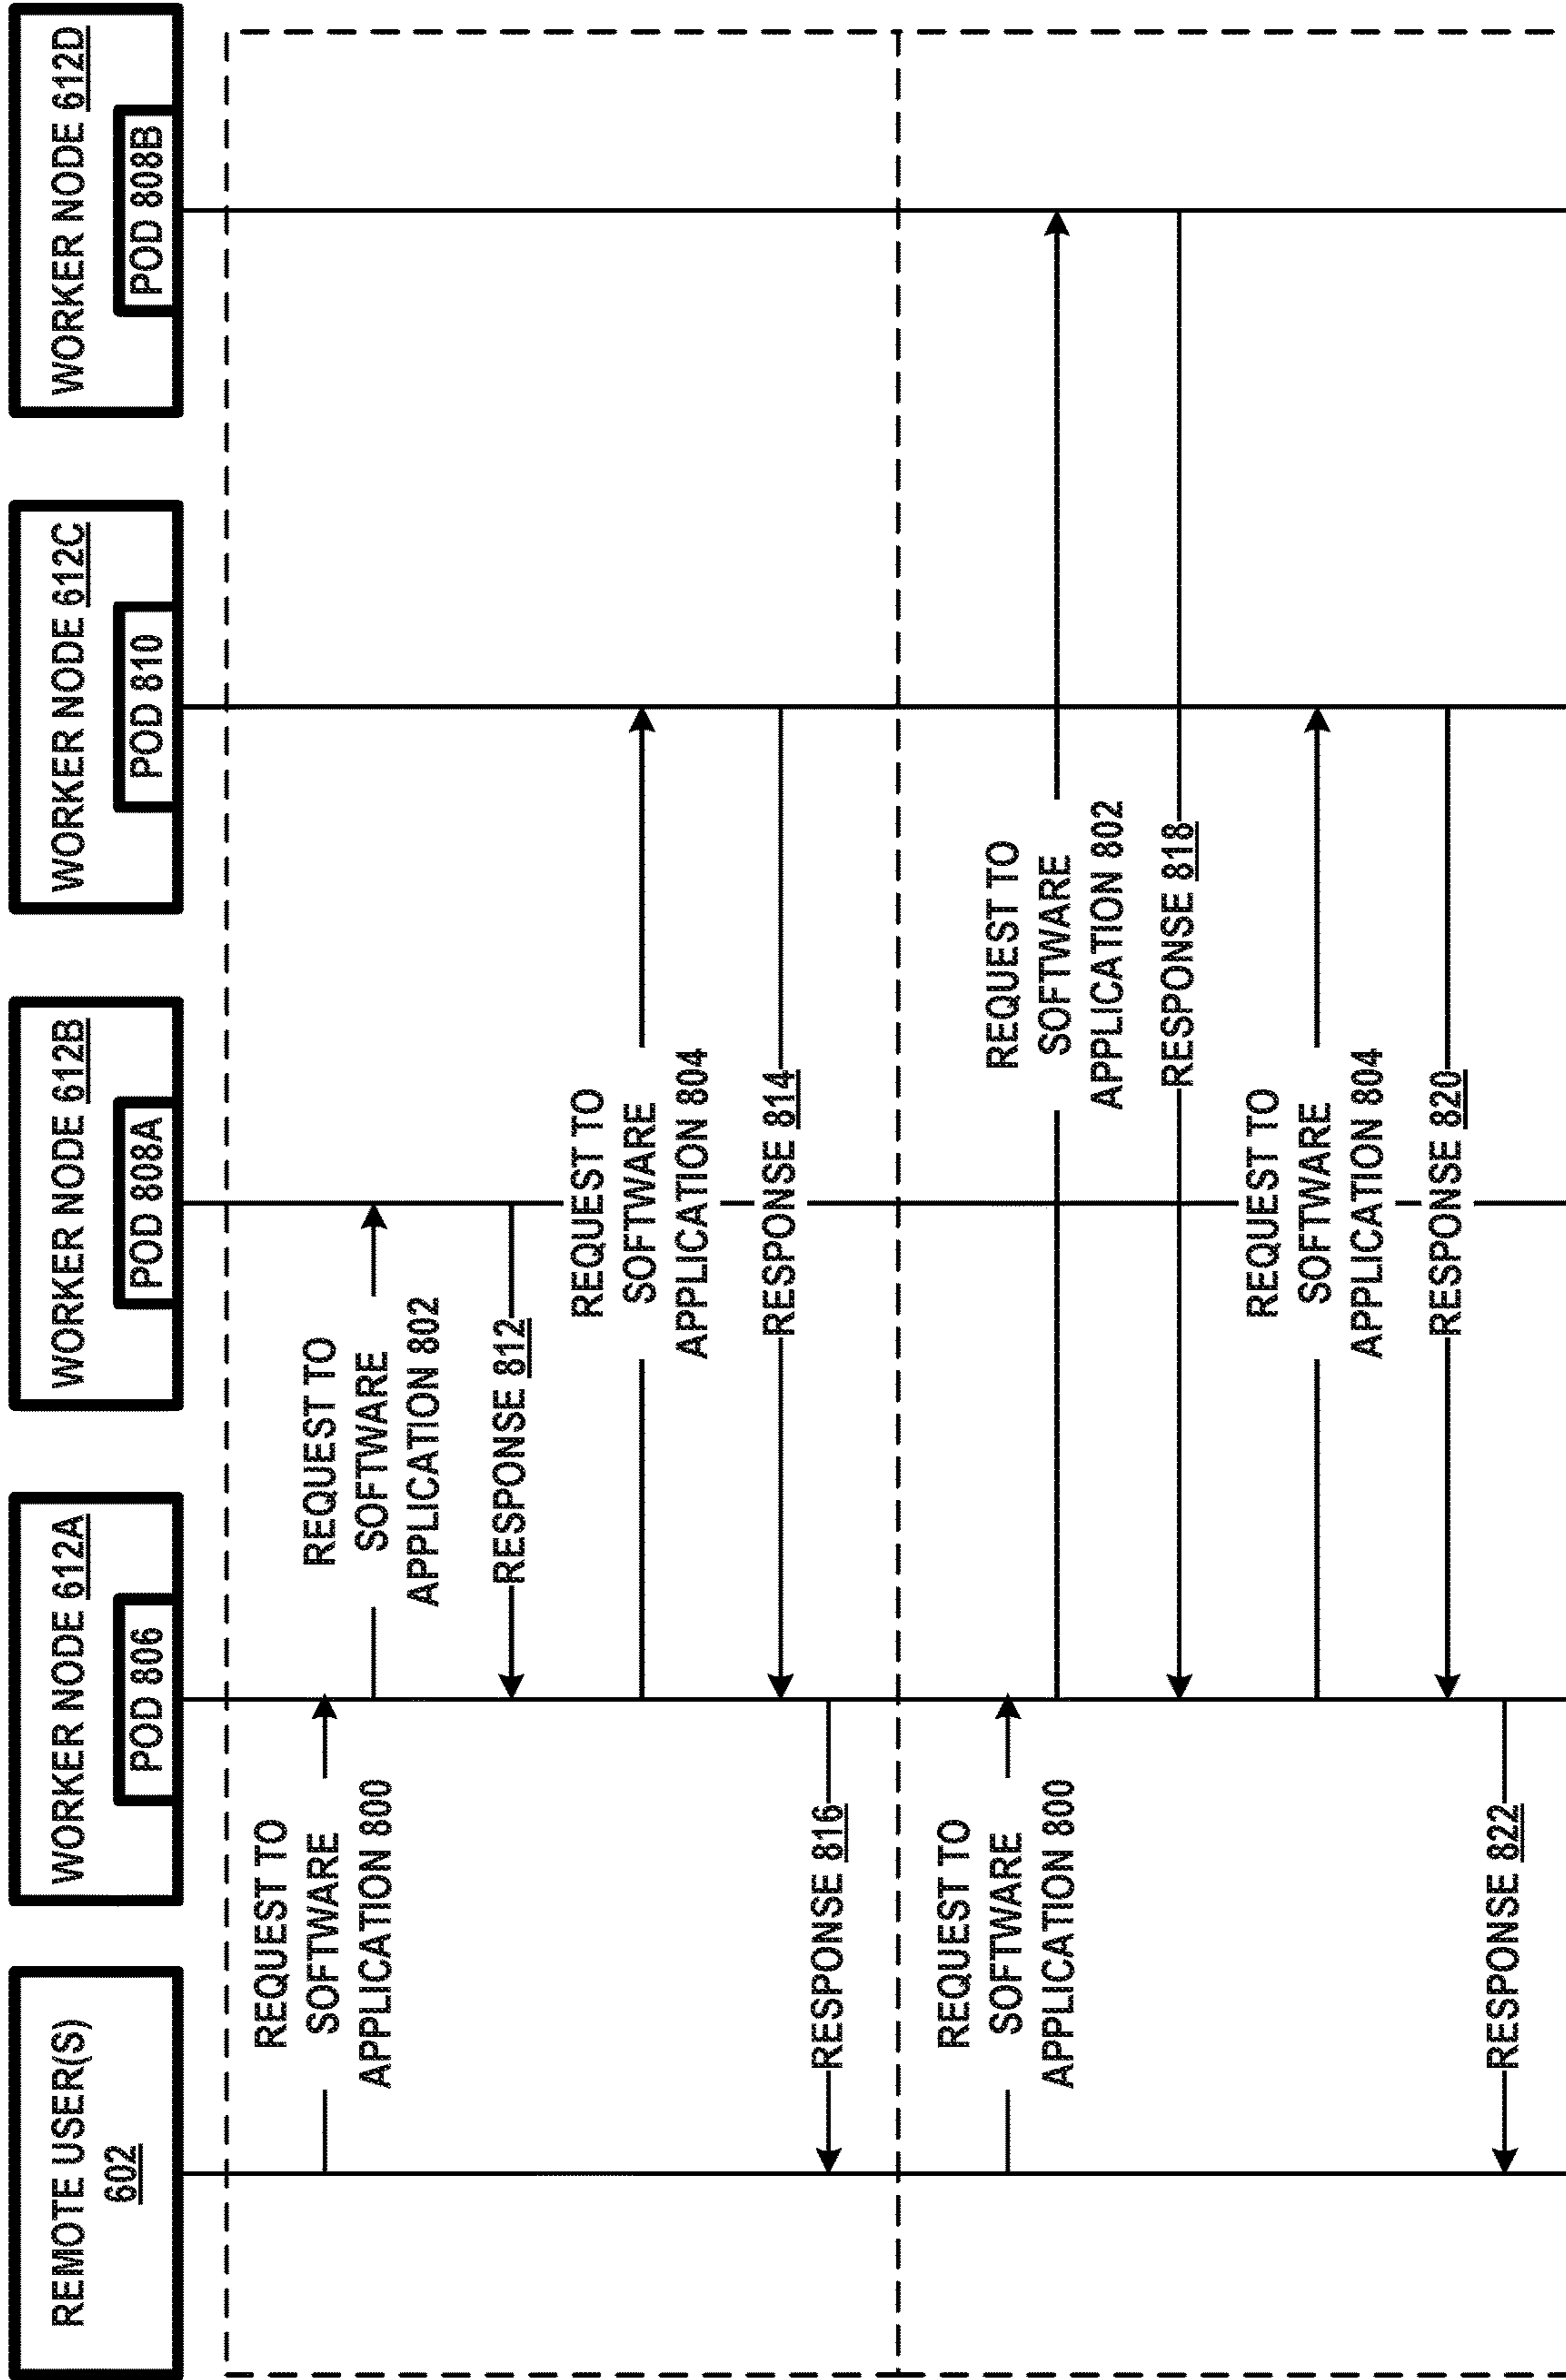 REMOTE USER(S)
602
WORKER NODE 612A
POD 806
WORKER NODE 612B
POD 808A
WORKER NODE 612C
POD 810
WORKER NODE 612D
POD 808B
REQUEST TO
SOFTWARE
APPLICATION 800
REQUEST TO
SOFTWARE
APPLICATION 802
RESPONSE 812
REQUEST TO
SOFTWARE
APPLICATION 804
RESPONSE 814
RESPONSE 816
REQUEST TO
SOFTWARE
APPLICATION 800
REQUEST TO
SOFTWARE
APPLICATION 802
RESPONSE 818
REQUEST TO
SOFTWARE
APPLICATION 804
RESPONSE 820
RESPONSE 822